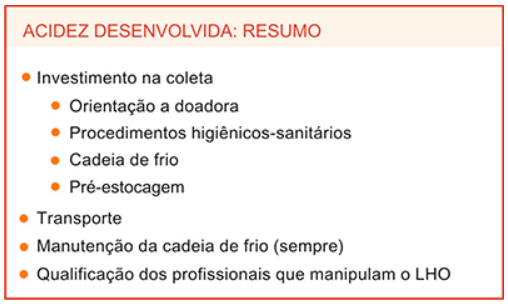 ACIDEZ DESENVOLVIDA: RESUMO
Investimento na coleta
Orientação a doadora
Procedimentos higiênicos-sanitários
Cadeia de frio
Pré-estocagem
Transporte
Manutenção da cadeia de frio (sempre)
Qualificação dos profissionais que manipulam o LHO